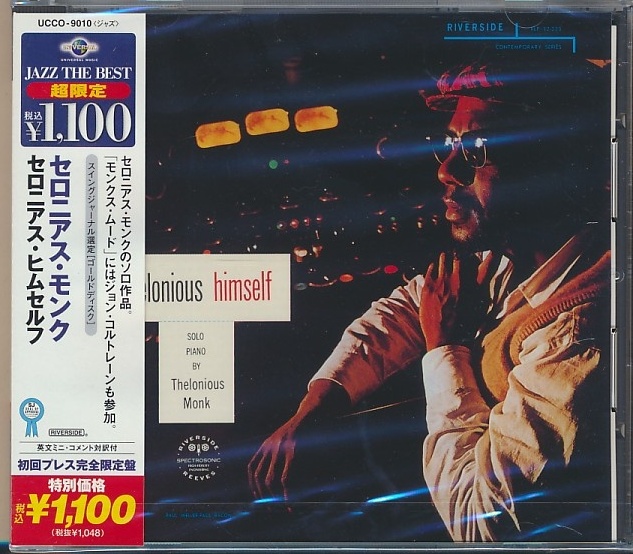 UCCO-9010〈ジャズ〉
UNIVERSAL
UNIVERSAL MUSIC
JAZZ THE BEST
超限定
税込
¥1,100
セロニアス・モンク
セロニアス・ヒムセルフ
セロニアス・モンクのソロ作品。
「モンクス・ムード」にはジョン・コルトレーンも参加。
スイングジャーナル選定[ゴールドディスク]
RIVERSIDE
英文ミニ・コメント対訳付
初回プレス完全限定盤
特別価格
税込
¥1,100
(税抜¥1,048)
RIVERSIDE
CONTEMPORARY SERIES
elonious himself
SOLO
PIANO
BY
Thelonious
Monk
RIVERSIDE
SPECTROSONIC
HIGH FIDELITY
ENGINEERING
REEVES